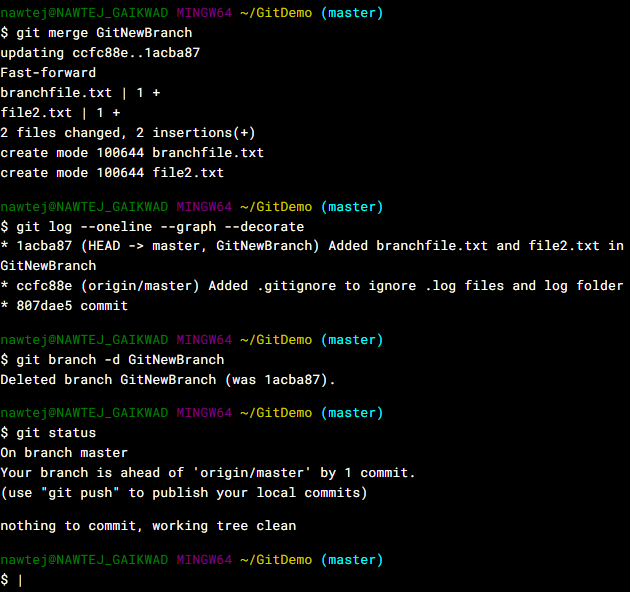 nawtej@NAWTEJ_GAIKWAD MINGW64 ~/GitDemo (master)
$ git merge GitNewBranch
updating ccfc88e..1acba87
Fast-forward
branchfile.txt | 1 +
file2.txt | 1 +
2 files changed, 2 insertions(+)
create mode 100644 branchfile.txt
create mode 100644 file2.txt
nawtej@NAWTEJ_GAIKWAD MINGW64 ~/GitDemo (master)
$ git log --oneline --graph --decorate
* 1acba87 (HEAD -> master, GitNewBranch) Added branchfile.txt and file2.txt in
GitNewBranch
* ccfc88e (origin/master) Added .gitignore to ignore .log files and log folder
* 807dae5 commit
nawtej@NAWTEJ_GAIKWAD MINGW64 ~/GitDemo (master)
$ git branch -d GitNewBranch
Deleted branch GitNewBranch (was 1acba87).
nawtej@NAWTEJ_GAIKWAD MINGW64 ~/GitDemo (master)
$ git status
On branch master
Your branch is ahead of 'origin/master' by 1 commit.
(use "git push" to publish your local commits)
nothing to commit, working tree clean
nawtej@NAWTEJ_GAIKWAD MINGW64 ~/GitDemo (master)
$ |